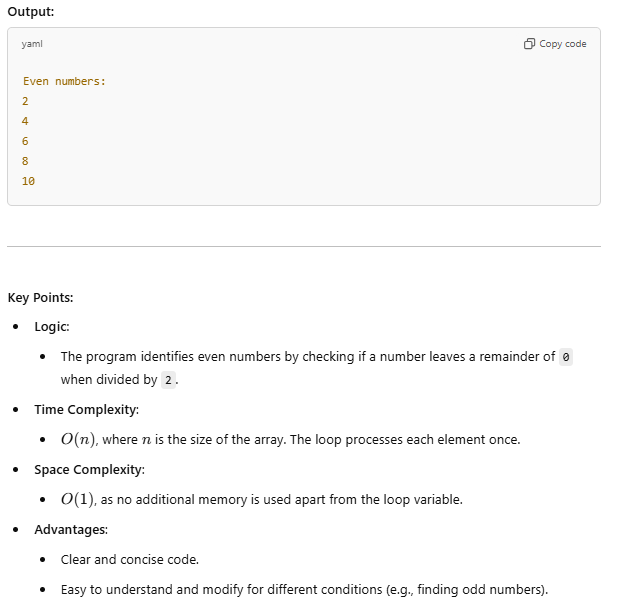 Output:
yaml
Copy code
Even numbers:
2
4
6
8
10
Key Points:
• Logic:
• The program identifies even numbers by checking if a number leaves a remainder of 0
when divided by 2.
• Time Complexity:
• O(n), where n is the size of the array. The loop processes each element once.
• Space Complexity:
• O(1), as no additional memory is used apart from the loop variable.
• Advantages:
• Clear and concise code.
• Easy to understand and modify for different conditions (e.g., finding odd numbers).